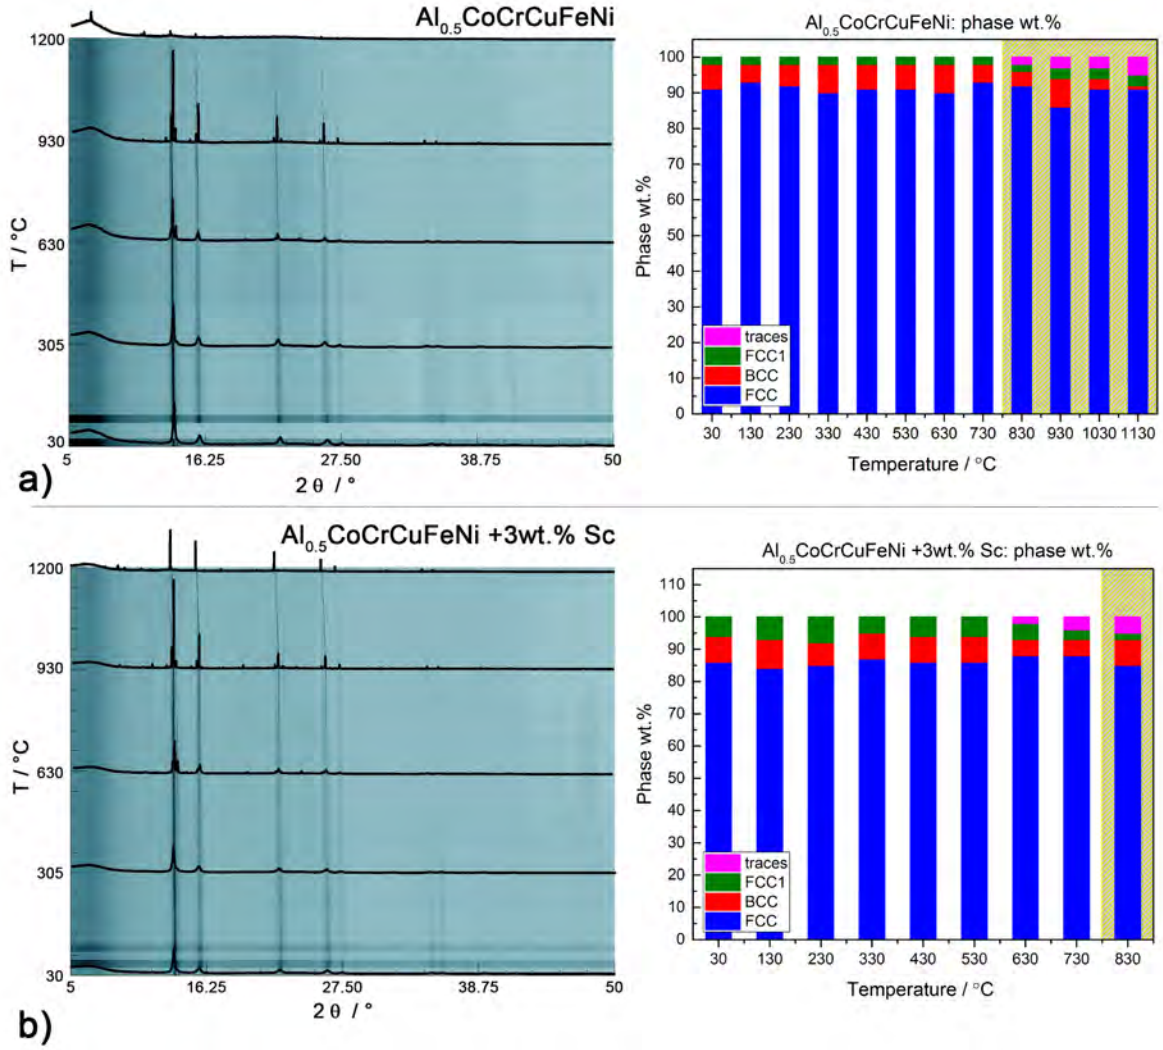 Al0.5CoCrCuFeNi
1200
930
630
305
30
T / °C
5 16.25 27.50 38.75 50
2 θ / °
a)
Al0.5CoCrCuFeNi: phase wt.%
100
90
80
70
60
50
40
30
20
10
0
Phase wt.%
traces
FCC1
BCC
FCC
30 130 230 330 430 530 630 730 830 930 1030 1130
Temperature / °C
Al0.5CoCrCuFeNi +3wt.% Sc
1200
930
630
305
30
T / °C
5 16.25 27.50 38.75 50
2 θ / °
b)
Al0.5CoCrCuFeNi +3wt.% Sc: phase wt.%
110
100
90
80
70
60
50
40
30
20
10
0
Phase wt.%
traces
FCC1
BCC
FCC
30 130 230 330 430 530 630 730 830
Temperature / °C